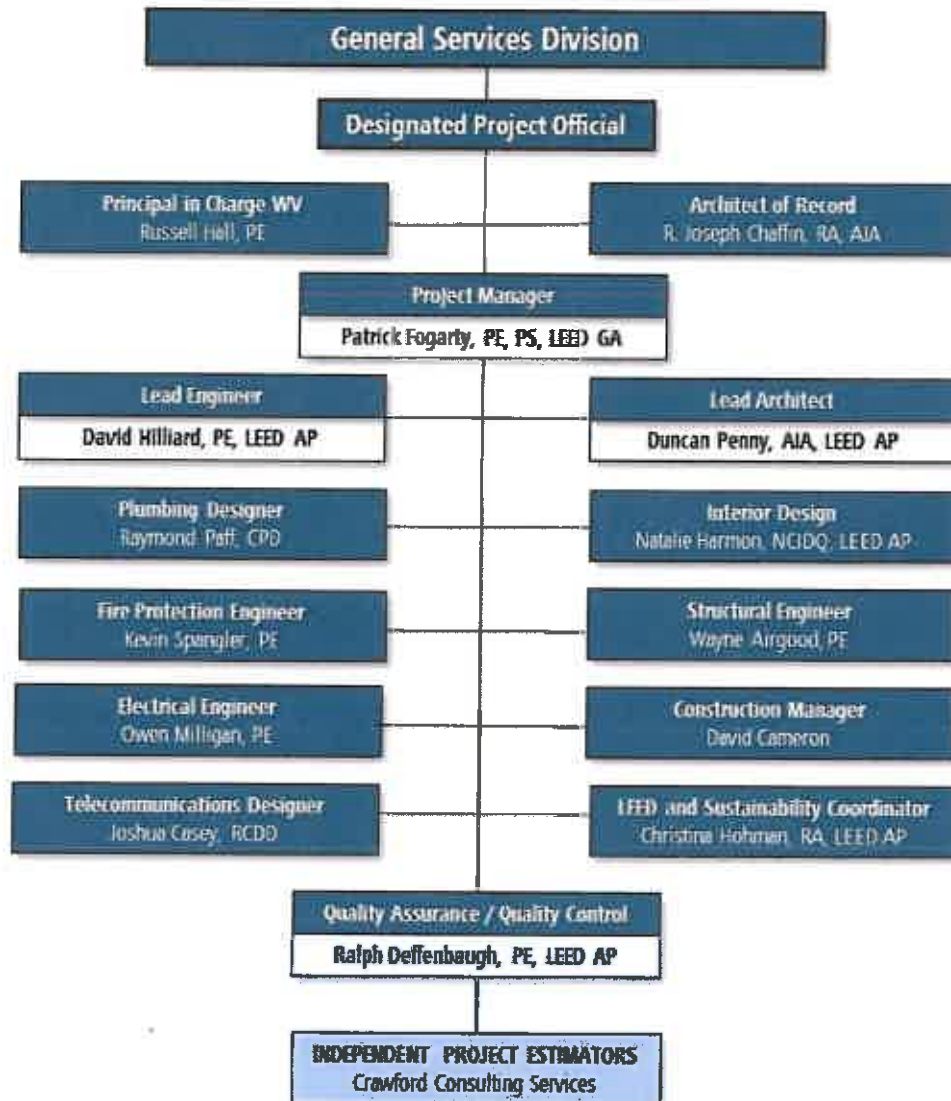 General Services Division
Designated Project Official
Principal in Charge WV
Russell Hall, PE
Architect of Record
R. Joseph Chaffin, RA, AIA
Project Manager
Patrick Fogarty, PE, PS, LEED GA
Lead Engineer
David Hilliard, PE, LEED AP
Lead Architect
Duncan Penny, AIA, LEED AP
Plumbing Designer
Raymond Paff, CPD
Interior Design
Natalie Harmon, NCIDQ, LEED AP
Fire Protection Engineer
Kevin Spangler, PE
Structural Engineer
Wayne Airgood, PE
Electrical Engineer
Owen Milligan, PE
Construction Manager
David Cameron
Telecommunications Designer
Joshua Casey, RCDD
LEED and Sustainability Coordinator
Christina Hohman, RA, LEED AP
Quality Assurance / Quality Control
Ralph Deffenbaugh, PE, LEED AP
INDEPENDENT PROJECT ESTIMATORS
Crawford Consulting Services